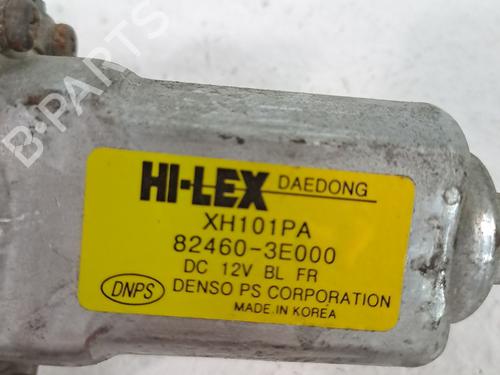 HI-LEX DAEDONG
XH101PA
82460-3E000
DC 12V BL FR
DNPS DENSO PS CORPORATION
MADE IN KOREA
B-PARTS